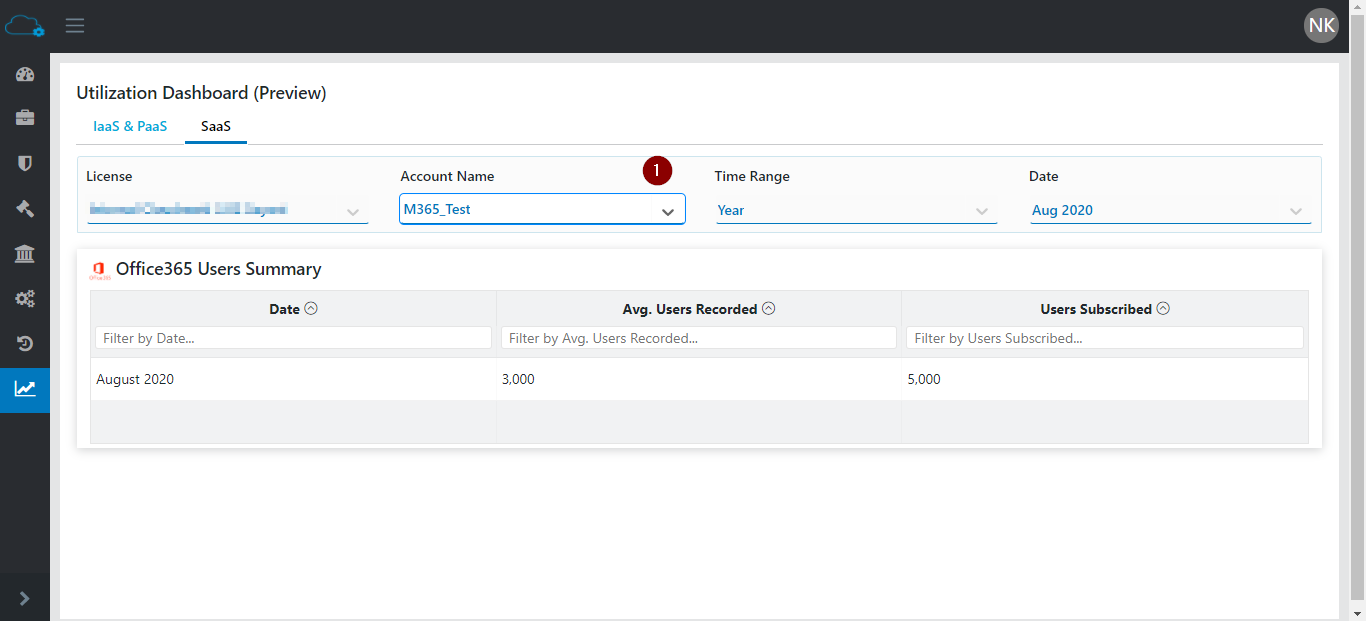 NK
Utilization Dashboard (Preview)
IaaS & PaaS SaaS
License Account Name 1 Time Range Date
M365_Test Year Aug 2020
Office365 Users Summary
Date Avg. Users Recorded Users Subscribed
Filter by Date... Filter by Avg. Users Recorded... Filter by Users Subscribed...
August 2020 3,000 5,000